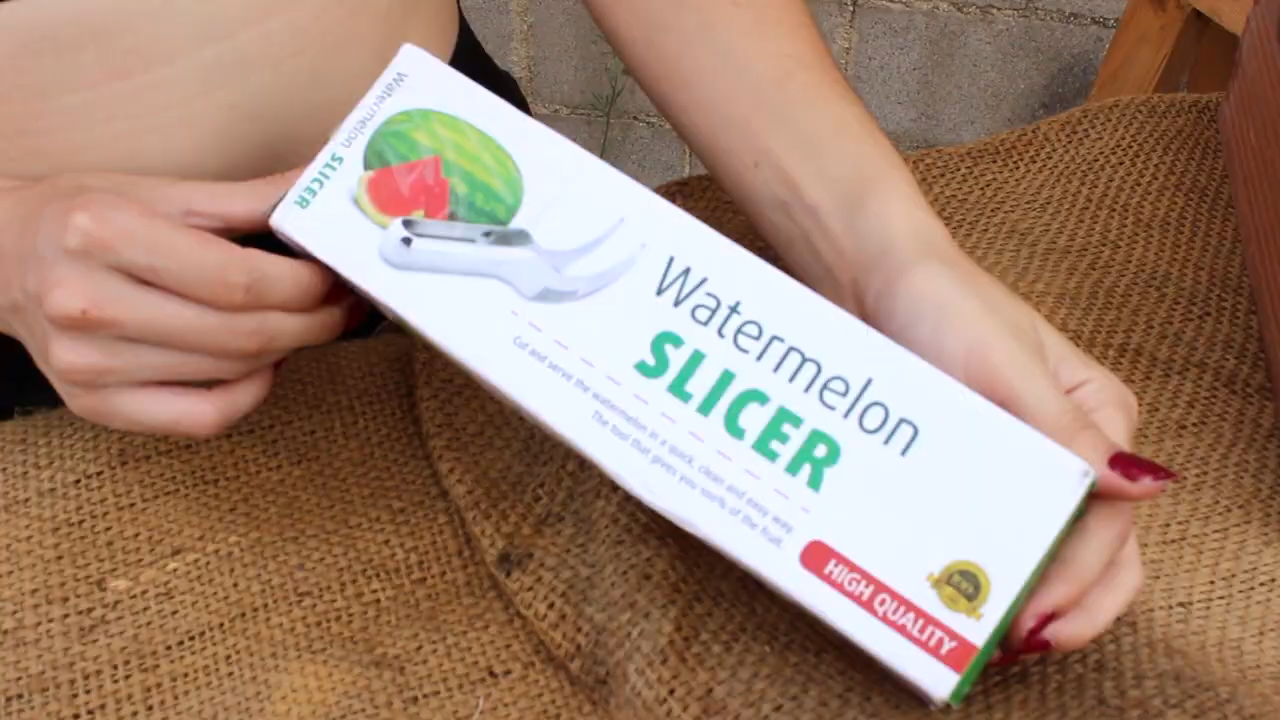 Watermelon SLICER
Watermelon
SLICER
Cut and serve the watermelon in a quick, clean and easy way
The tool that gives you 100% of the fruit.
HIGH QUALITY